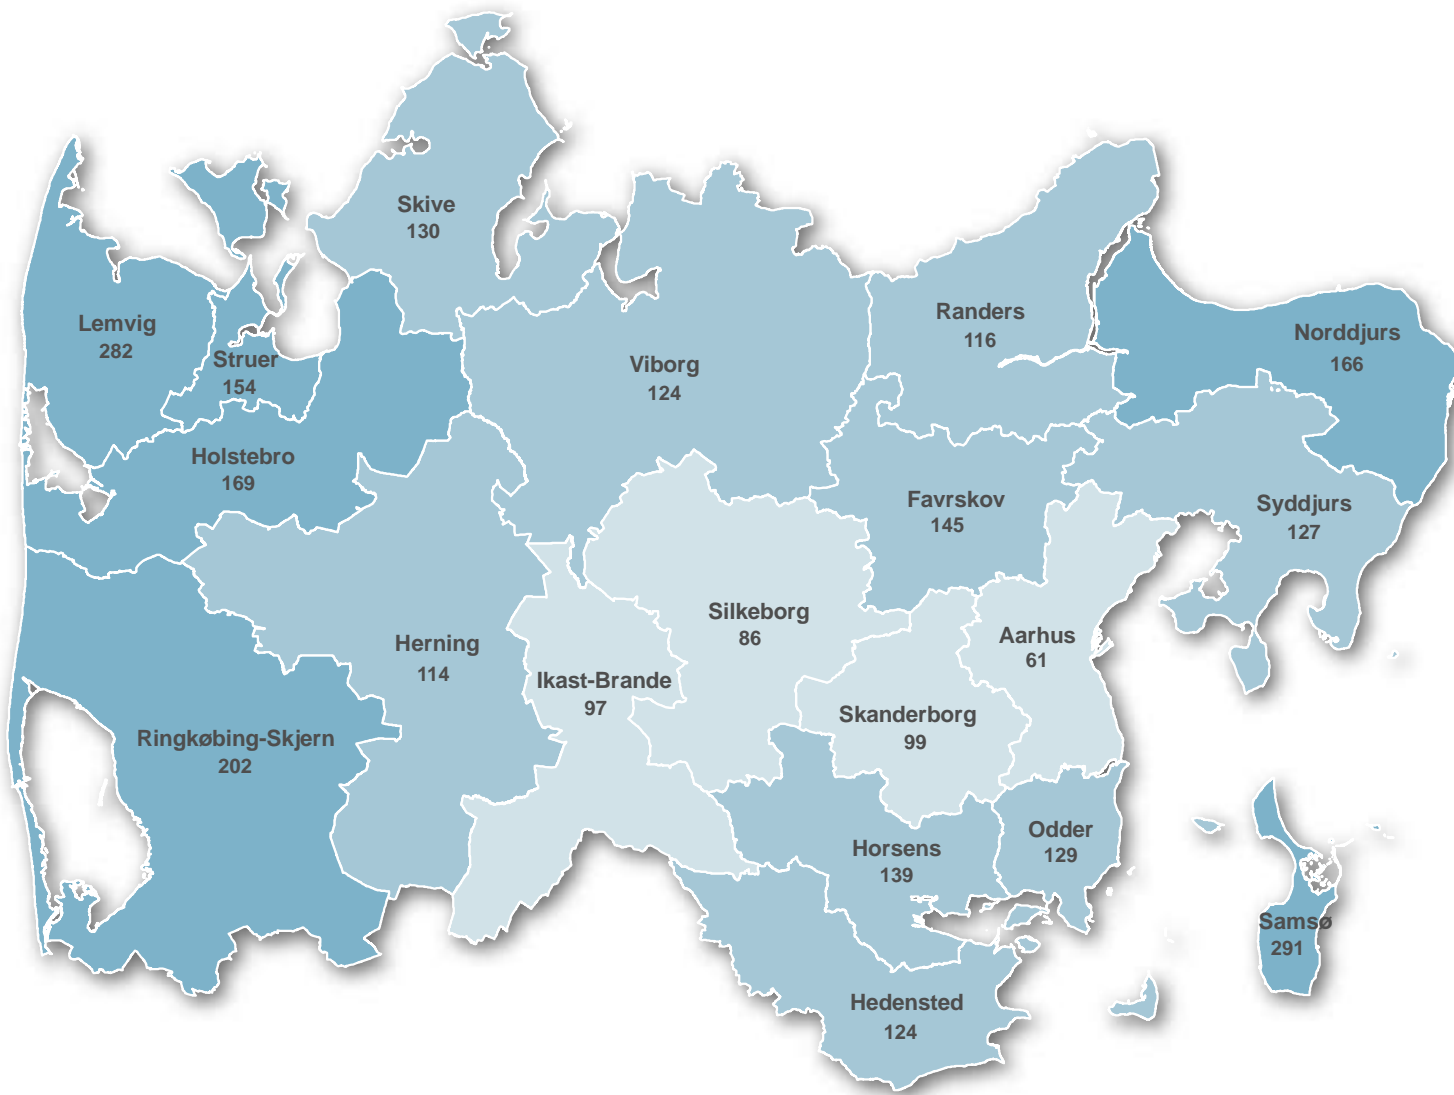 Skive
130
Lemvig
282
Struer
154
Randers
116
Norddjurs
166
Viborg
124
Holstebro
169
Favrskov
145
Syddjurs
127
Silkeborg
86
Aarhus
61
Herning
114
Ikast-Brande
97
Skanderborg
99
Ringkøbing-Skjern
202
Odder
129
Horsens
139
Samsø
291
Hedensted
124